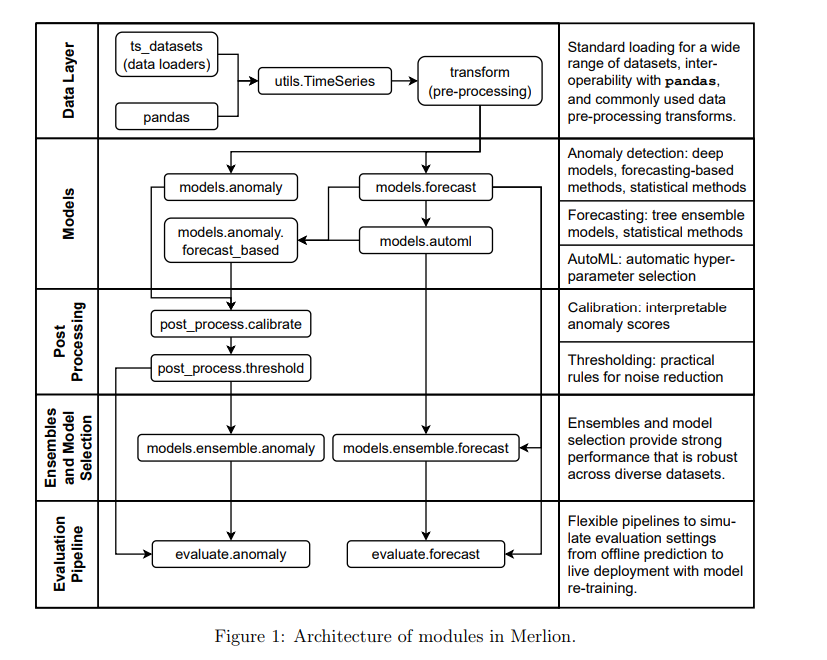 Data Layer
ts_datasets
(data loaders)
pandas
utils.TimeSeries
transform
(pre-processing)
Standard loading for a wide
range of datasets, inter-
operability with pandas,
and commonly used data
pre-processing transforms.
Models
models.anomaly
models.forecast
models.anomaly.
forecast_based
models.automl
Anomaly detection: deep
models, forecasting-based
methods, statistical methods
Forecasting: tree ensemble
models, statistical methods
AutoML: automatic hyper-
parameter selection
Post
Processing
post_process.calibrate
post_process.threshold
Calibration: interpretable
anomaly scores
Thresholding: practical
rules for noise reduction
Ensembles
and Model
Selection
models.ensemble.anomaly
models.ensemble.forecast
Ensembles and model
selection provide strong
performance that is robust
across diverse datasets.
Evaluation
Pipeline
evaluate.anomaly
evaluate.forecast
Flexible pipelines to simu-
late evaluation settings
from offline prediction to
live deployment with model
re-training.
Figure 1: Architecture of modules in Merlion.